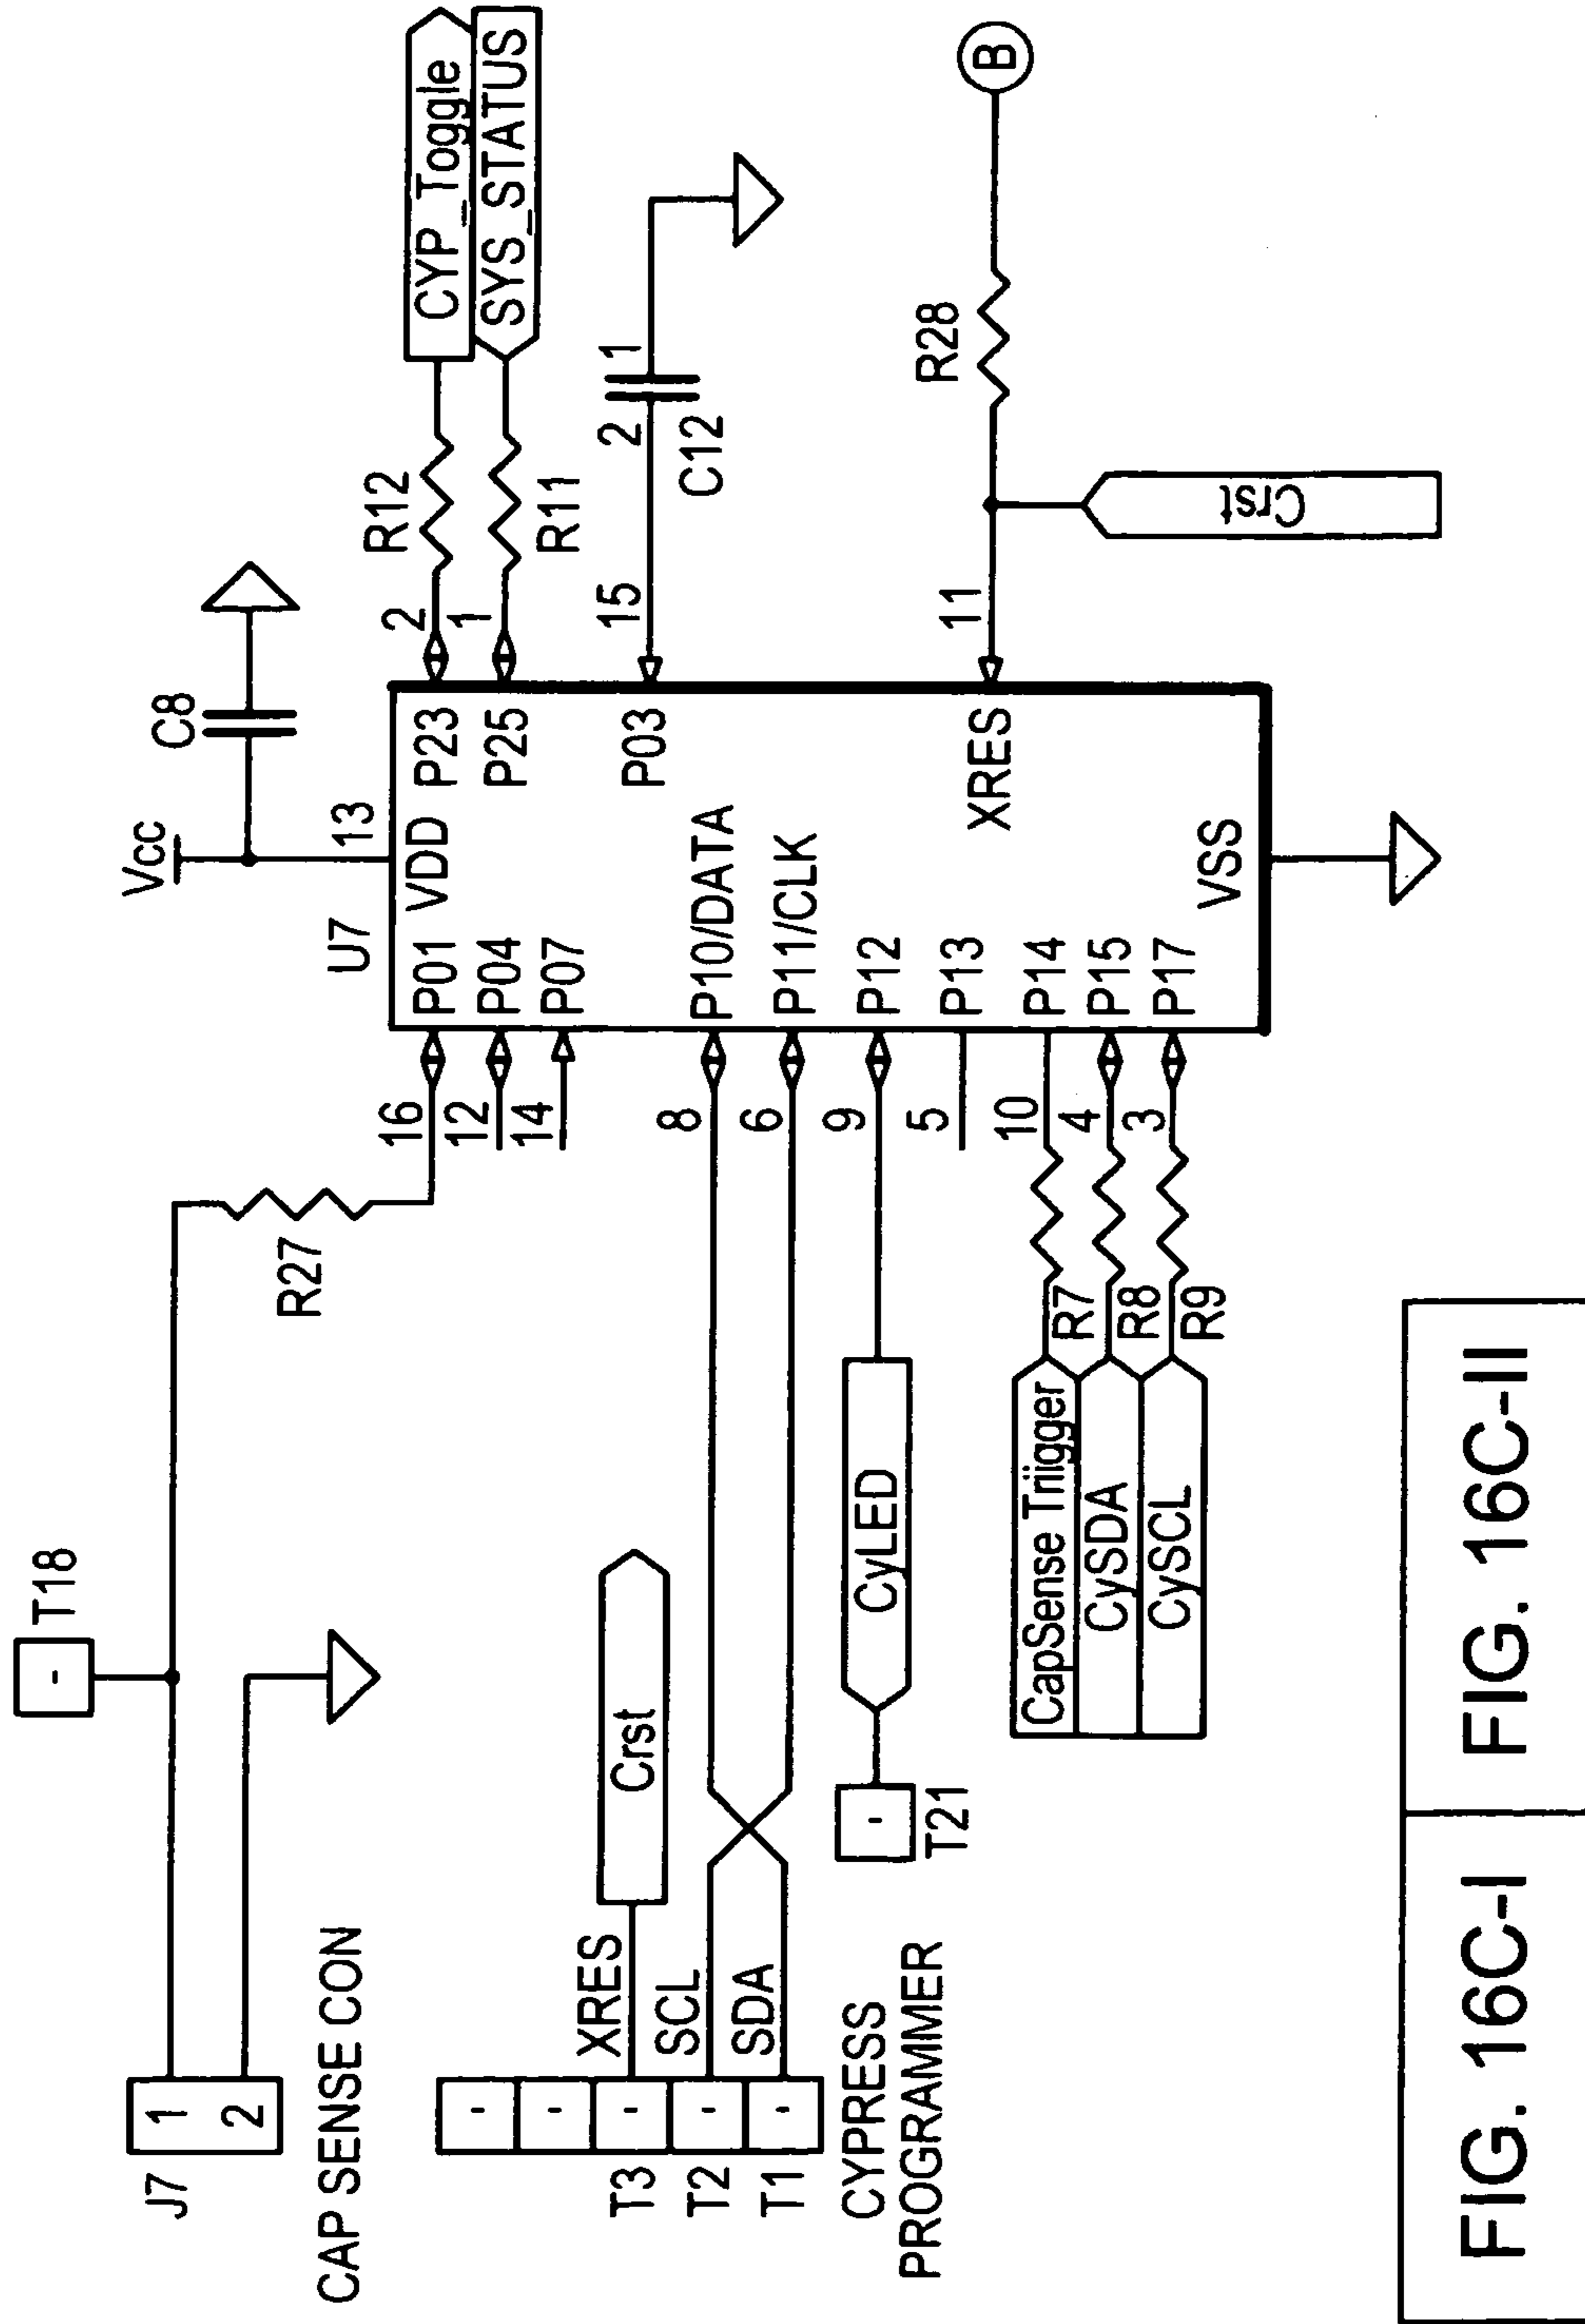 J7
1
2
CAP SENSE CON
T18
-
R27
Vcc
C8
U7
13
VDD
16
P01
12
P04
14
P07
8
P10/DATA
6
P11/CLK
9
P12
5
P13
10
P14
4
P15
3
P17
P23
P25
P03
XRES
VSS
2
1
15
11
R12
R11
CYP_Toggle
SYS_STATUS
2
1
C12
R28
B
Crst
-
-
-
-
-
T3
T2
T1
XRES
SCL
SDA
Crst
CYPRESS
PROGRAMMER
-
T21
CyLED
CapSense Triigger
R7
CySDA
R8
CySCL
R9
FIG. 16C-I
FIG. 16C-II